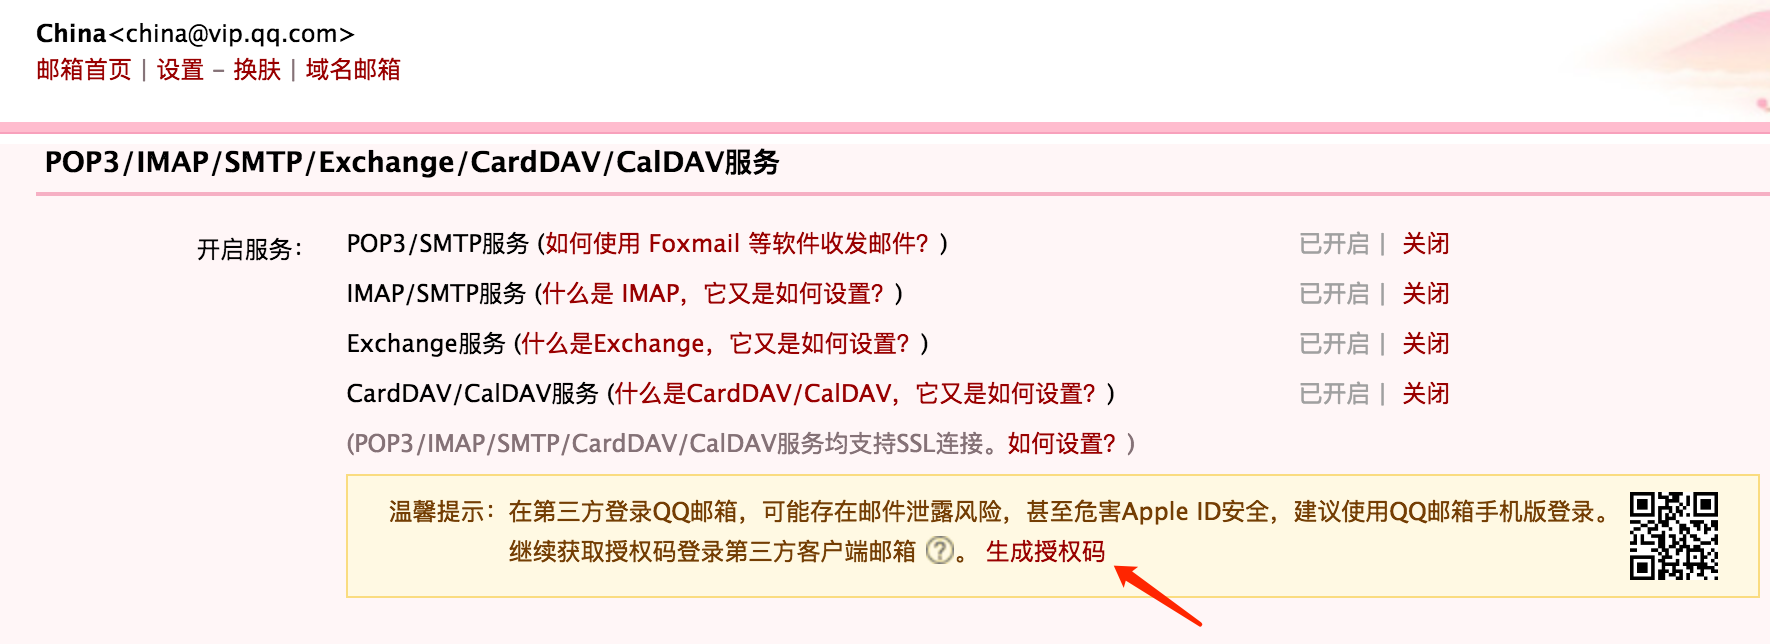 China<china@vip.qq.com>
邮箱首页 | 设置 – 换肤 | 域名邮箱
POP3/IMAP/SMTP/Exchange/CardDAV/CalDAV服务
开启服务：
POP3/SMTP服务 (如何使用 Foxmail 等软件收发邮件？) 已开启 | 关闭
IMAP/SMTP服务 (什么是 IMAP，它又是如何设置？) 已开启 | 关闭
Exchange服务 (什么是Exchange，它又是如何设置？) 已开启 | 关闭
CardDAV/CalDAV服务 (什么是CardDAV/CalDAV，它又是如何设置？) 已开启 | 关闭
(POP3/IMAP/SMTP/CardDAV/CalDAV服务均支持SSL连接。如何设置？)
温馨提示：在第三方登录QQ邮箱，可能存在邮件泄露风险，甚至危害Apple ID安全，建议使用QQ邮箱手机版登录。
继续获取授权码登录第三方客户端邮箱 ?。 生成授权码